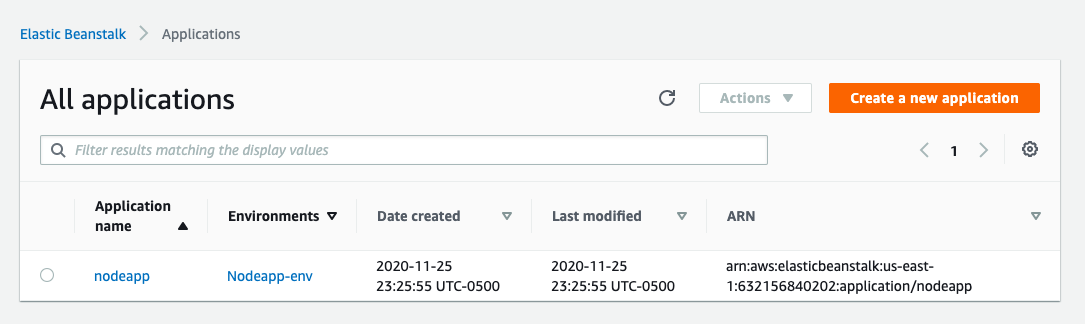 Elastic Beanstalk > Applications
All applications
Actions
Create a new application
Filter results matching the display values
1
Application
name
Environments
Date created
Last modified
ARN
nodeapp
Nodeapp-env
2020-11-25
23:25:55 UTC-0500
2020-11-25
23:25:55 UTC-0500
arn:aws:elasticbeanstalk:us-east-
1:632156840202:application/nodeapp